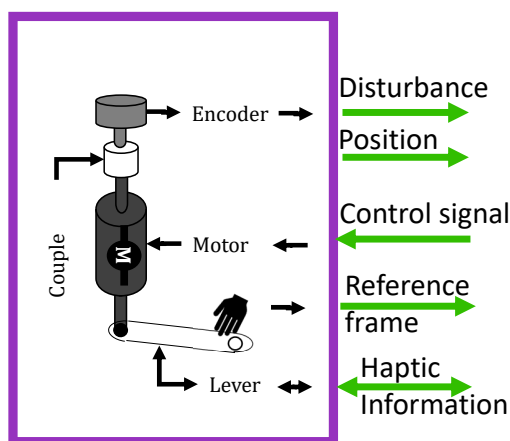 Disturbance
Encoder
Position
Control signal
Couple
Motor
M
Reference
frame
Lever
Haptic
Information